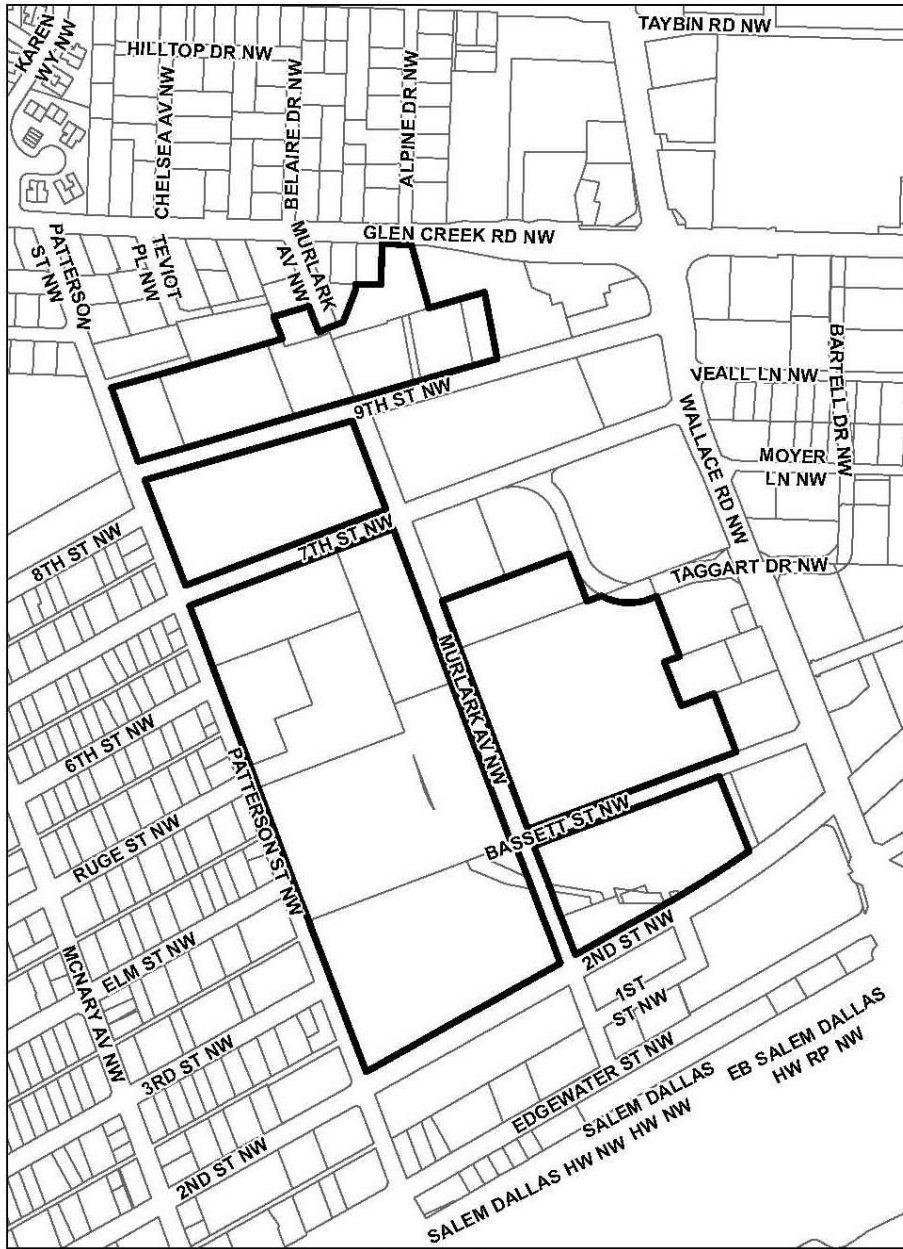 TAYBIN RD NW
KAREN
WY NW
HILLTOP DR NW
CHELSEA AV NW
BELAIRE DR NW
ALPINE DR NW
GLEN CREEK RD NW
PATTERSON
ST NW
TEVIOT
PL NW
MURLARK
AV NW
BARTELL DR NW
VEALL LN NW
9TH ST NW
WALLACE RD NW
MOYER
LN NW
8TH ST NW
7TH ST NW
TAGGART DR NW
MURLARK AV NW
6TH ST NW
PATTERSON ST NW
BASSETT ST NW
RUGE ST NW
ELM ST NW
2ND ST NW
MCNARY AV NW
1ST
ST NW
3RD ST NW
EDGEWATER ST NW
EB SALEM DALLAS
HW RP NW
SALEM DALLAS
HW NW
2ND ST NW
SALEM DALLAS HW NW